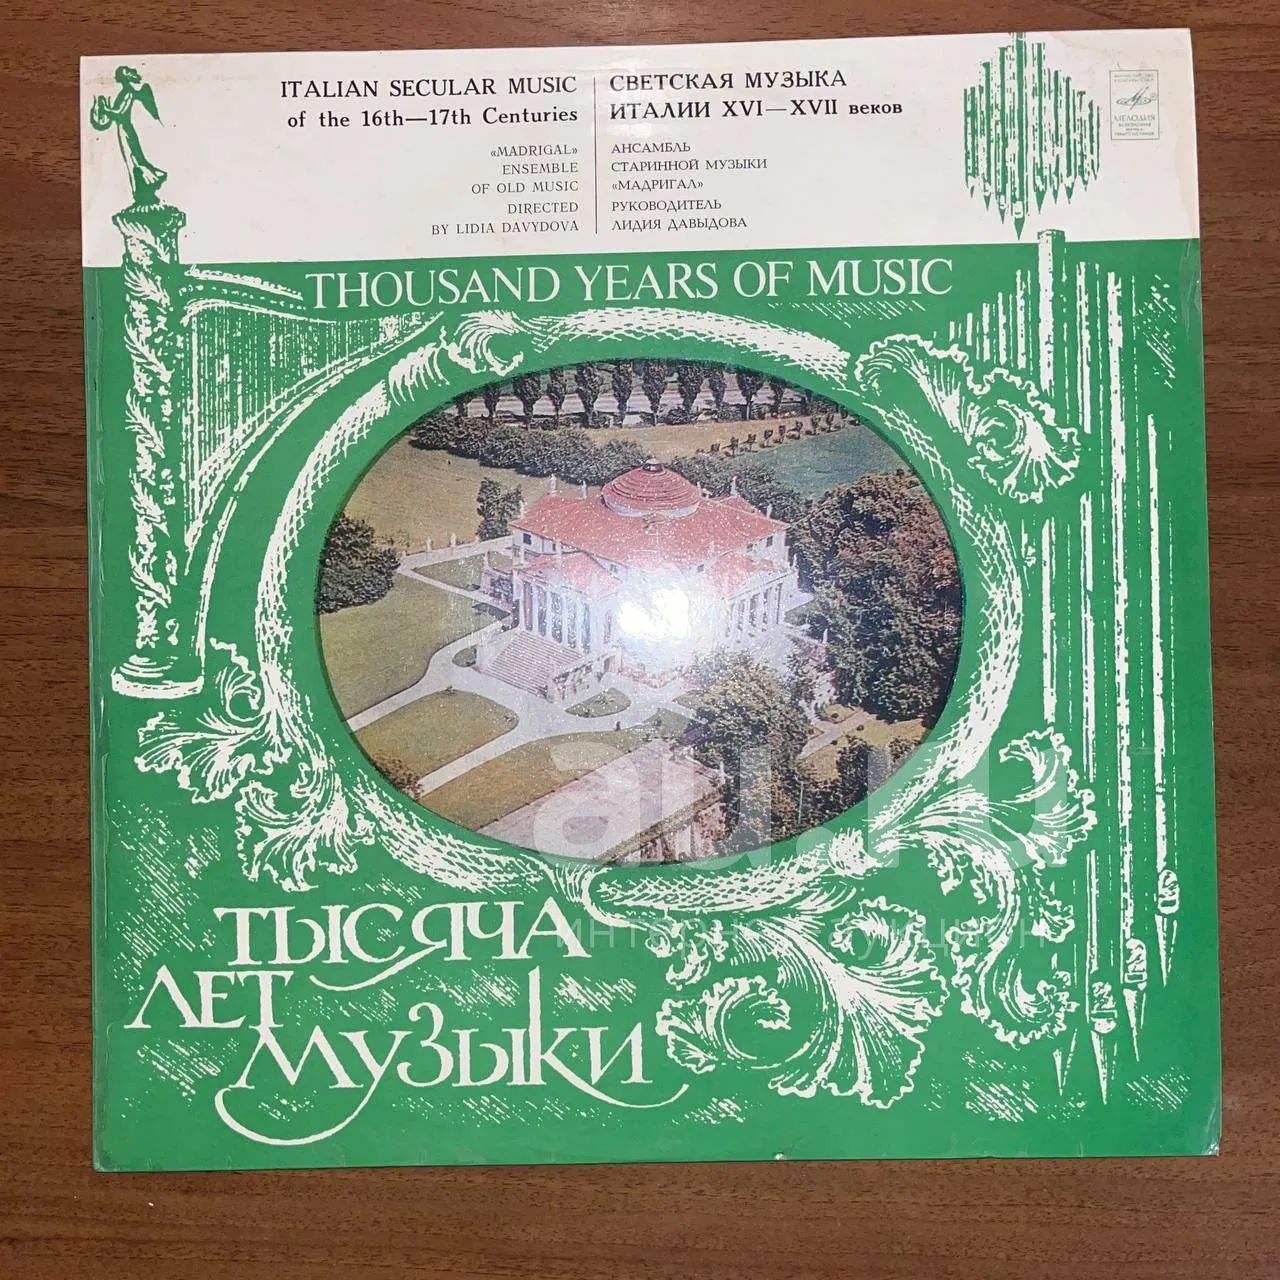 ITALIAN SECULAR MUSIC
of the 16th—17th Centuries
«MADRIGAL»
ENSEMBLE
OF OLD MUSIC
DIRECTED
BY LIDIA DAVYDOVA
СВЕТСКАЯ МУЗЫКА
ИТАЛИИ XVI—XVII веков
АНСАМБЛЬ
СТАРИННОЙ МУЗЫКИ
«МАДРИГАЛ»
РУКОВОДИТЕЛЬ
ЛИДИЯ ДАВЫДОВА
МЕЛОДИЯ
THOUSAND YEARS OF MUSIC
au.ru
ТЫСЯЧА
ЛЕТ
МУЗЫКИ